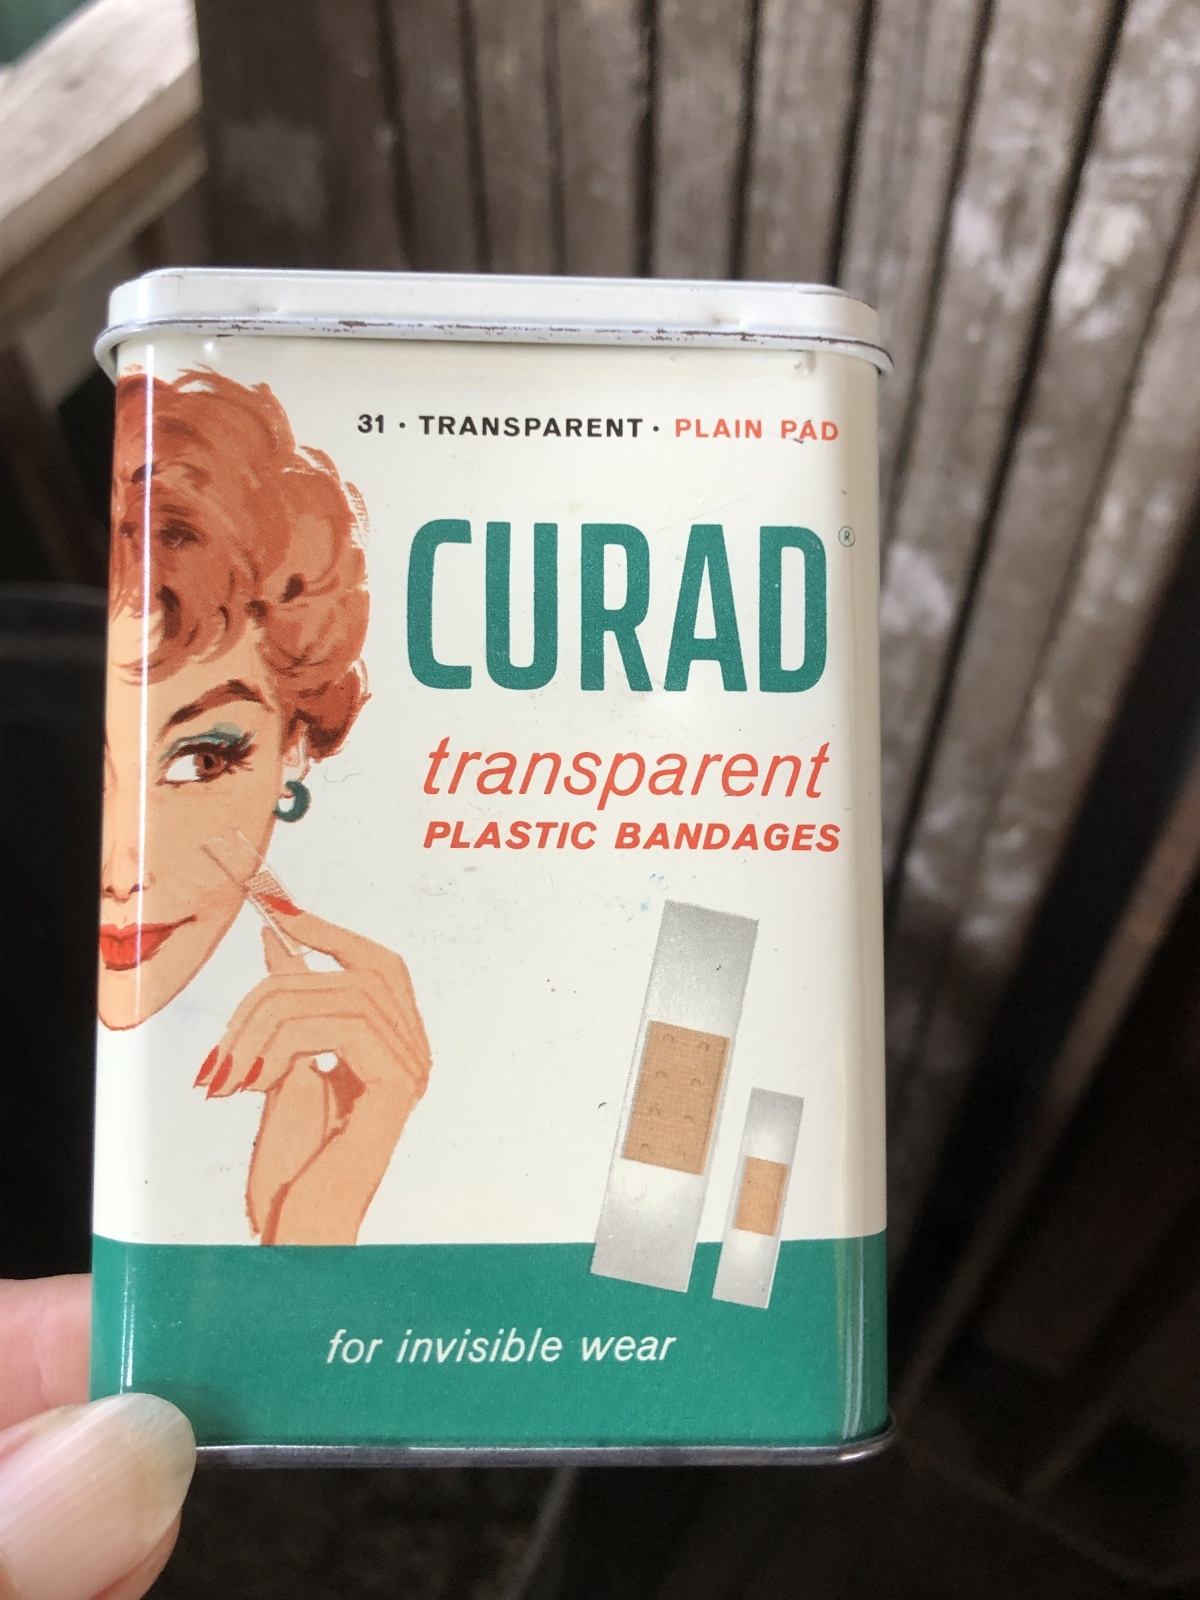 31 · TRANSPARENT · PLAIN PAD
CURAD®
transparent
PLASTIC BANDAGES
for invisible wear